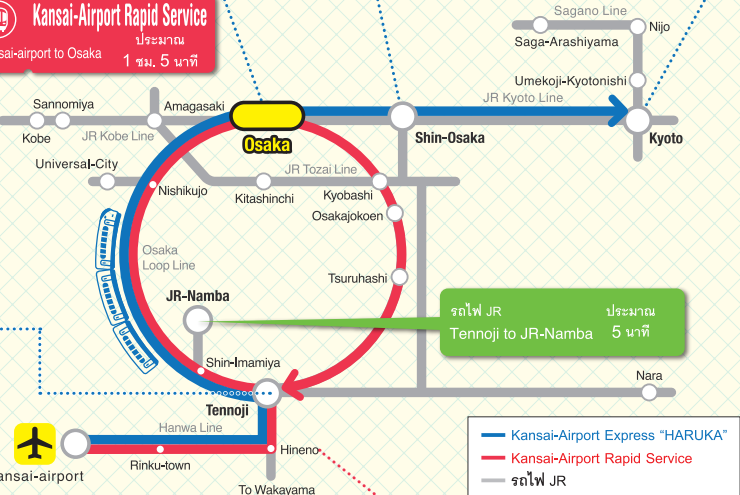 Kansai-Airport Rapid Service
sai-airport to Osaka
ประมาณ
1 ชม. 5 นาที
Sagano Line
Saga-Arashiyama
Nijo
Umekoji-Kyotonishi
JR Kyoto Line
Kyoto
Sannomiya
Amagasaki
Kobe
JR Kobe Line
Osaka
Shin-Osaka
Universal-City
Nishikujo
JR Tozai Line
Kitashinchi
Kyobashi
Osakajokoen
Osaka
Loop Line
Tsuruhashi
JR-Namba
รถไฟ JR
Tennoji to JR-Namba
ประมาณ
5 นาที
Shin-Imamiya
Nara
Tennoji
Hanwa Line
Hineno
Rinku-town
ansai-airport
To Wakayama
Kansai-Airport Express “HARUKA”
Kansai-Airport Rapid Service
รถไฟ JR